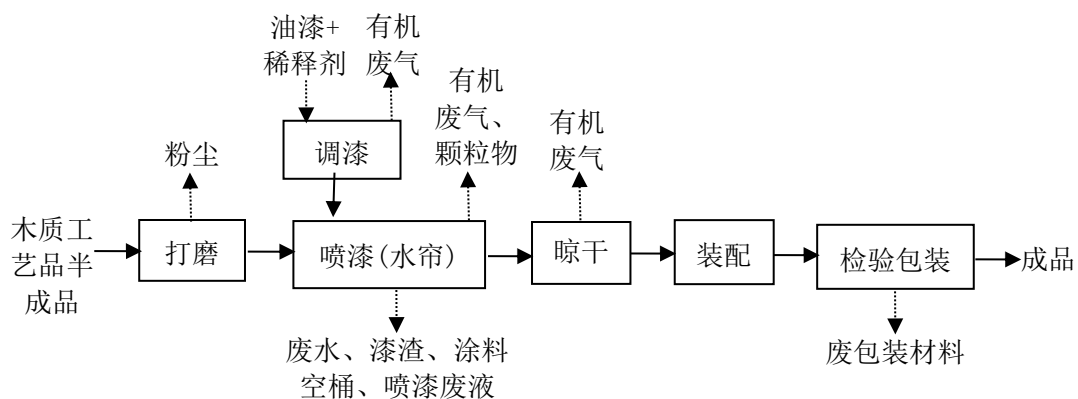 油漆+
稀释剂
有机
废气
有机
废气、
颗粒物
有机
废气
调漆
粉尘
木质工
艺品半
成品
打磨
喷漆(水帘)
晾干
装配
检验包装
成品
废水、漆渣、涂料
空桶、喷漆废液
废包装材料